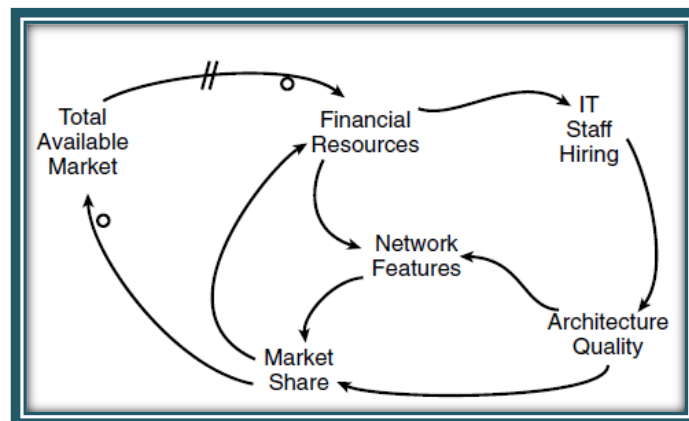 Total
Available
Market
Financial
Resources
IT
Staff
Hiring
Network
Features
Architecture
Quality
Market
Share